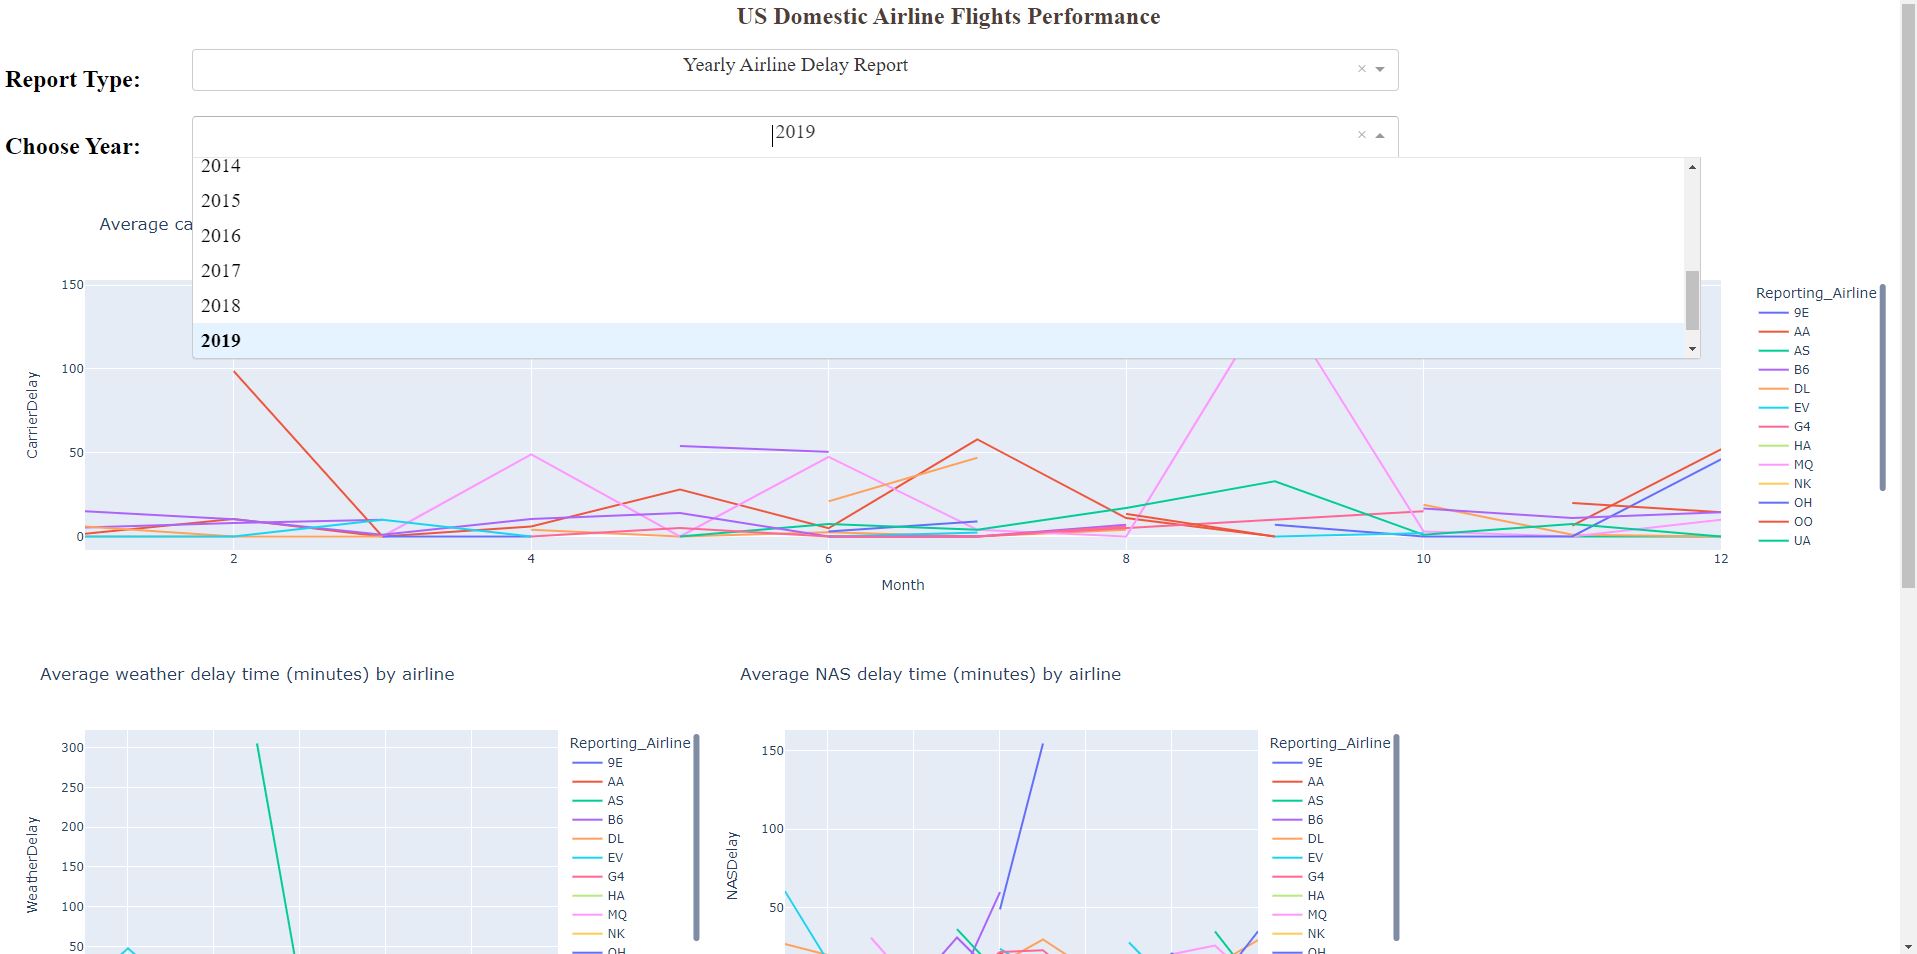 US Domestic Airline Flights Performance
Report Type:
Yearly Airline Delay Report
×
Choose Year:
2019
×
2014
2015
2016
2017
2018
2019
Average ca
150
100
50
0
CarrierDelay
2
4
6
8
10
12
Month
Reporting_Airline
9E
AA
AS
B6
DL
EV
G4
HA
MQ
NK
OH
OO
UA
Average weather delay time (minutes) by airline
300
250
200
150
100
50
WeatherDelay
Reporting_Airline
9E
AA
AS
B6
DL
EV
G4
HA
MQ
NK
OH
Average NAS delay time (minutes) by airline
150
100
50
NASDelay
Reporting_Airline
9E
AA
AS
B6
DL
EV
G4
HA
MQ
NK
OH